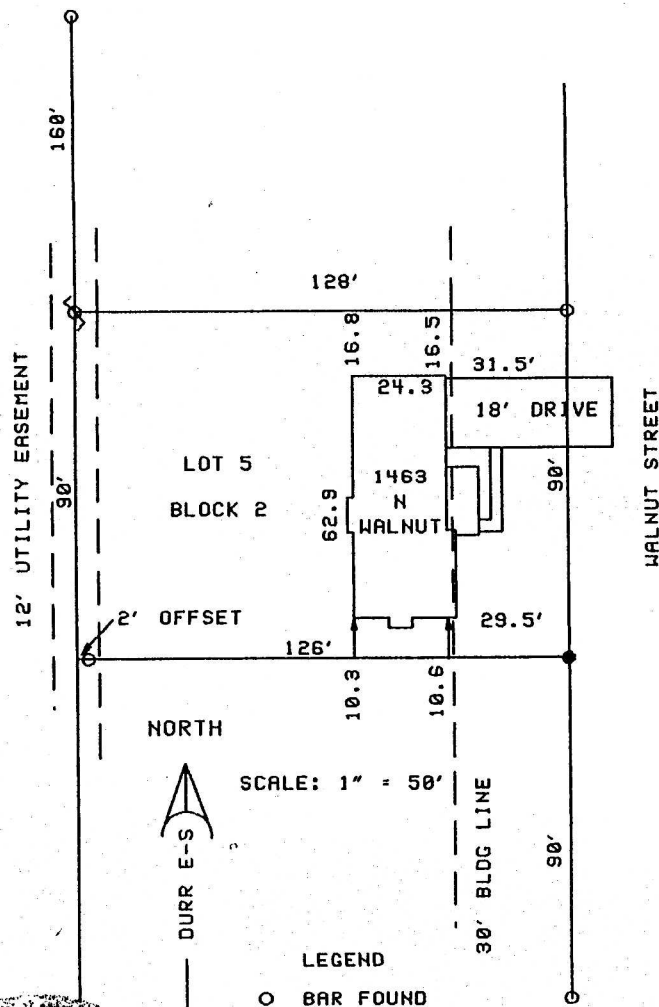 160'
128'
16.8
16.5
31.5'
24.3
18' DRIVE
12' UTILITY EASEMENT
90'
LOT 5
BLOCK 2
62.9
1463
N
WALNUT
90'
WALNUT STREET
2' OFFSET
126'
29.5'
10.3
10.6
NORTH
SCALE: 1" = 50'
DURR E-S
30' BLDG LINE
90'
LEGEND
O BAR FOUND